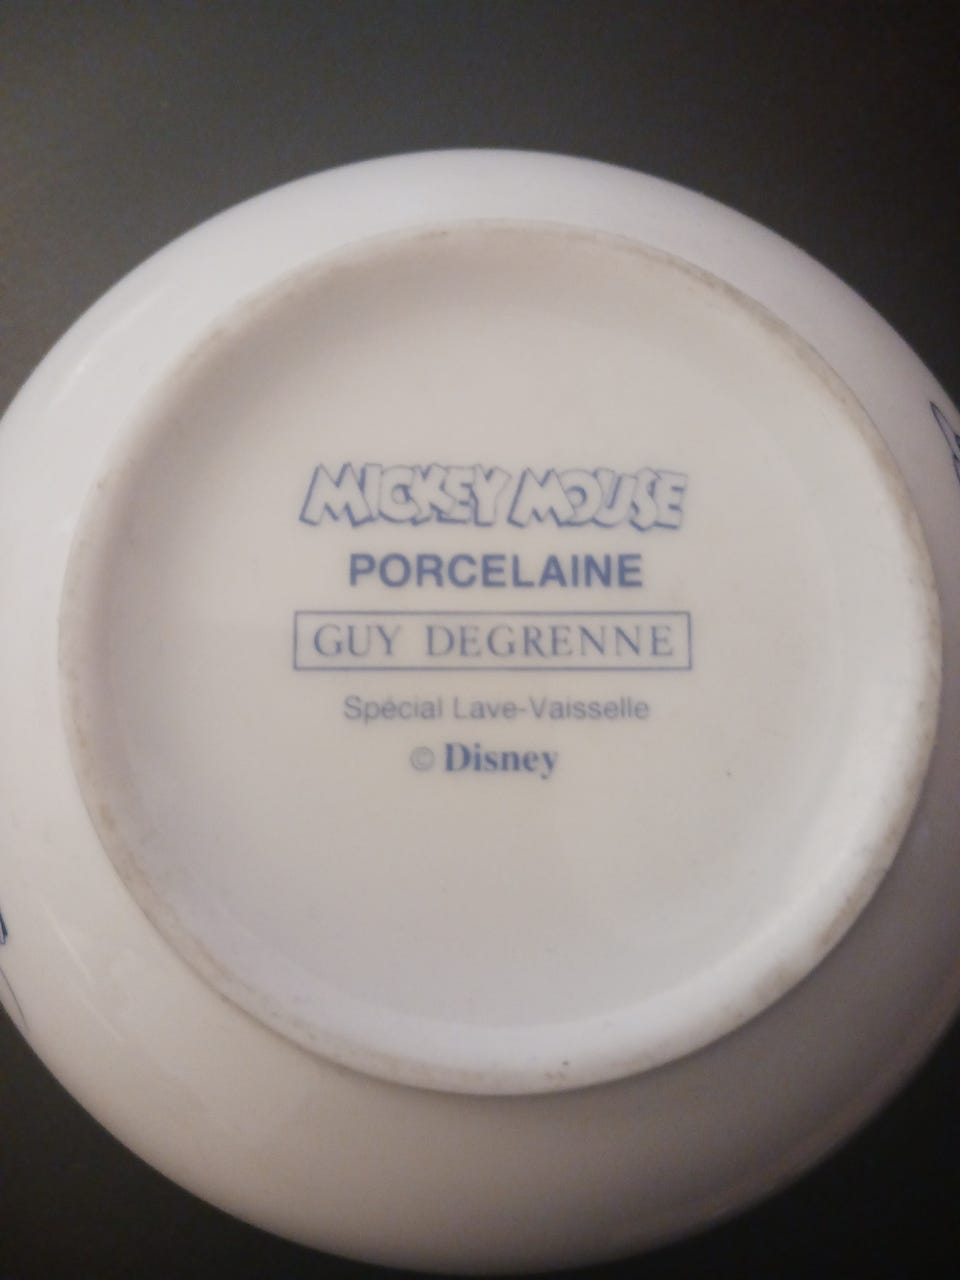 MICKEY MOUSE
PORCELAINE
GUY DEGRENNE
Spécial Lave-Vaisselle
© Disney